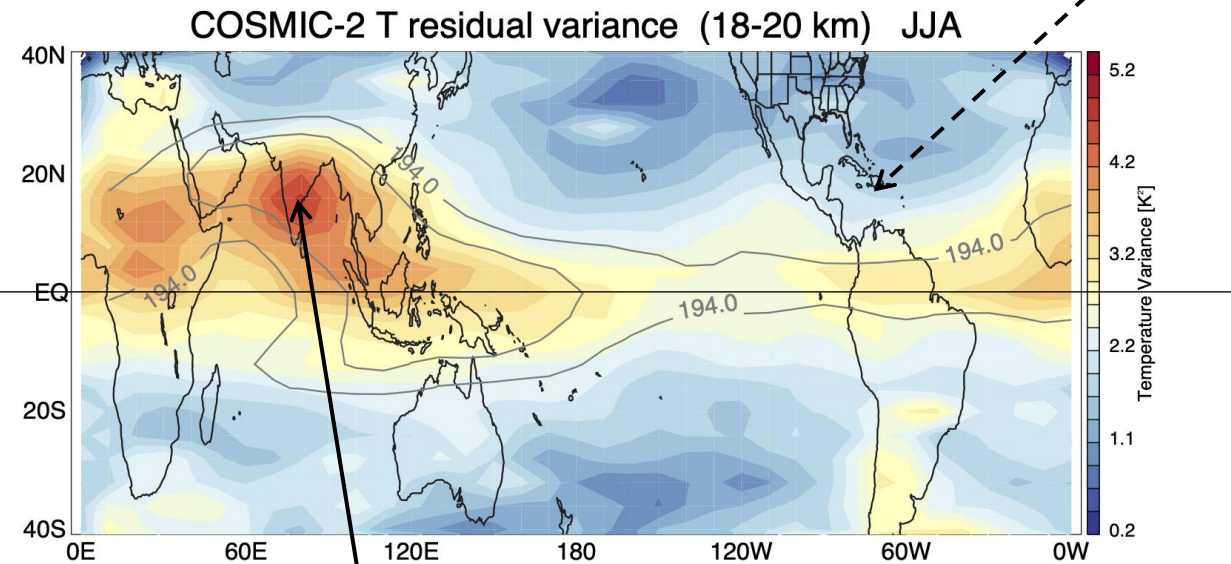 COSMIC-2 T residual variance (18-20 km) JJA
40N
20N
EQ
20S
40S
0E
60E
120E
180
120W
60W
0W
194.0
194.0
194.0
194.0
5.2
4.2
3.2
2.2
1.1
0.2
Temperature Variance [K²]